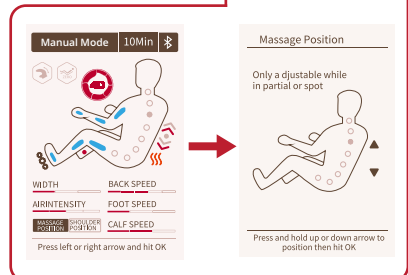 Manual Mode 10Min
WIDTH BACK SPEED
AIRINTENSITY FOOT SPEED
MASSAGE POSITION SHOULDER POSITION CALF SPEED
Press left or right arrow and hit OK
Massage Position
Only a djustable while
in partial or spot
Press and hold up or down arrow to
position then hit OK